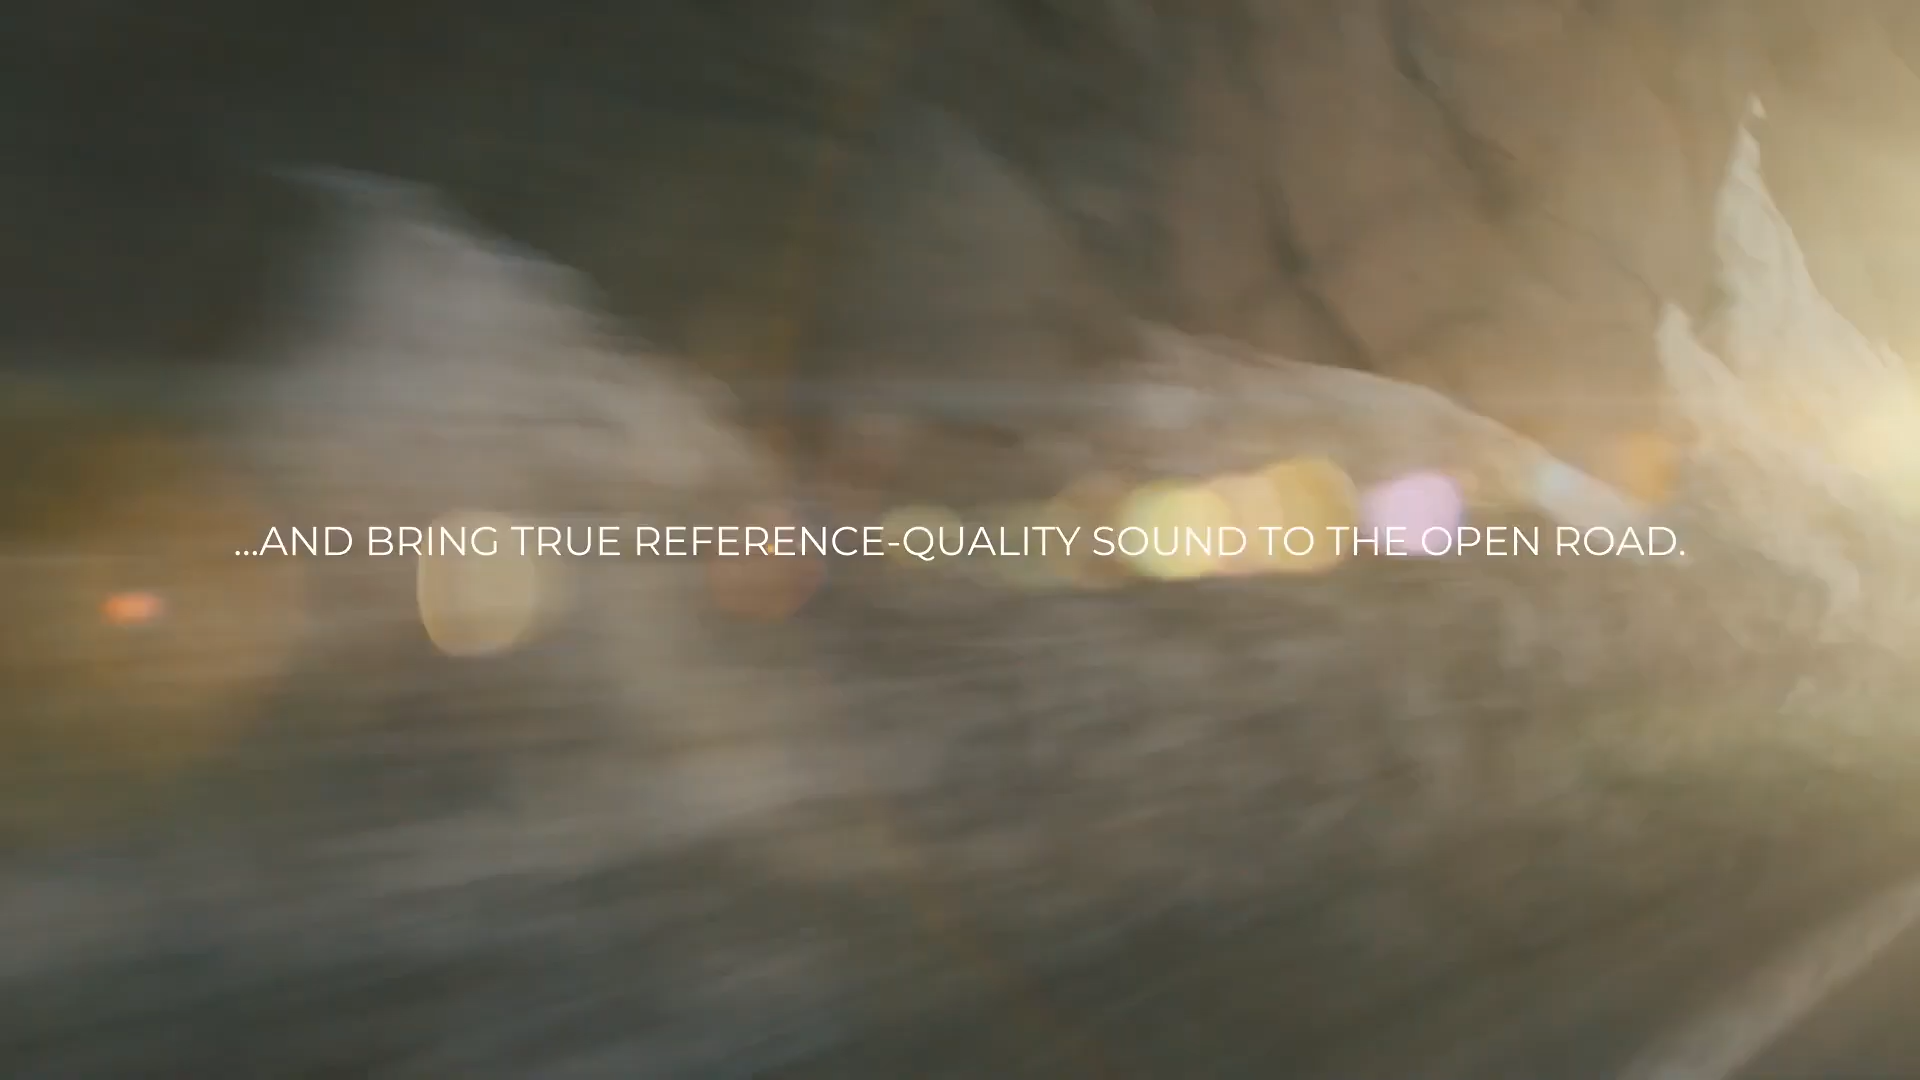 ...AND BRING TRUE REFERENCE-QUALITY SOUND TO THE OPEN ROAD.